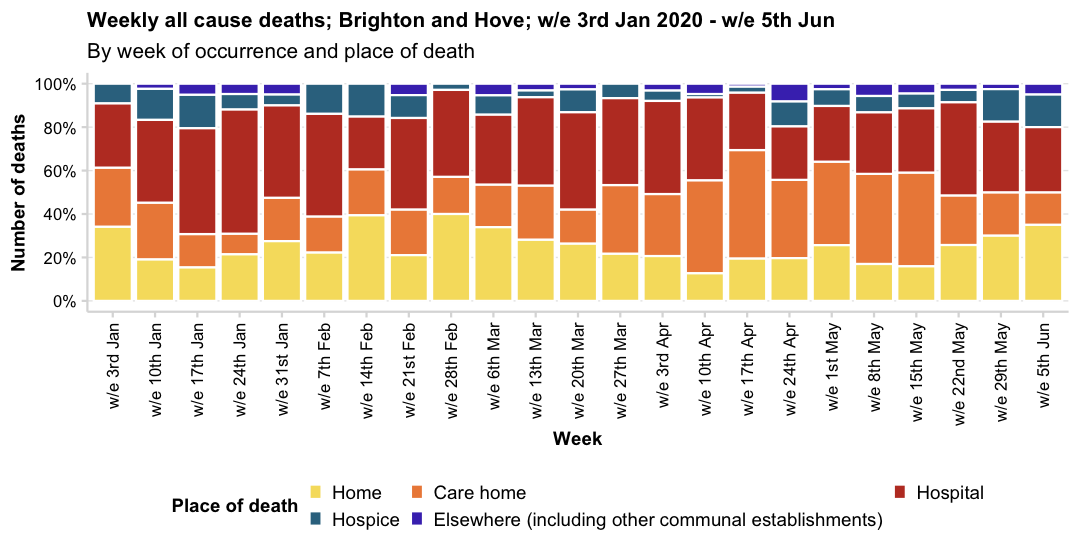 Weekly all cause deaths; Brighton and Hove; w/e 3rd Jan 2020 - w/e 5th Jun
By week of occurrence and place of death
Number of deaths
100%
80%
60%
40%
20%
0%
w/e 3rd Jan
w/e 10th Jan
w/e 17th Jan
w/e 24th Jan
w/e 31st Jan
w/e 7th Feb
w/e 14th Feb
w/e 21st Feb
w/e 28th Feb
w/e 6th Mar
w/e 13th Mar
w/e 20th Mar
w/e 27th Mar
w/e 3rd Apr
w/e 10th Apr
w/e 17th Apr
w/e 24th Apr
w/e 1st May
w/e 8th May
w/e 15th May
w/e 22nd May
w/e 29th May
w/e 5th Jun
Week
Place of death
Home
Care home
Hospital
Hospice
Elsewhere (including other communal establishments)